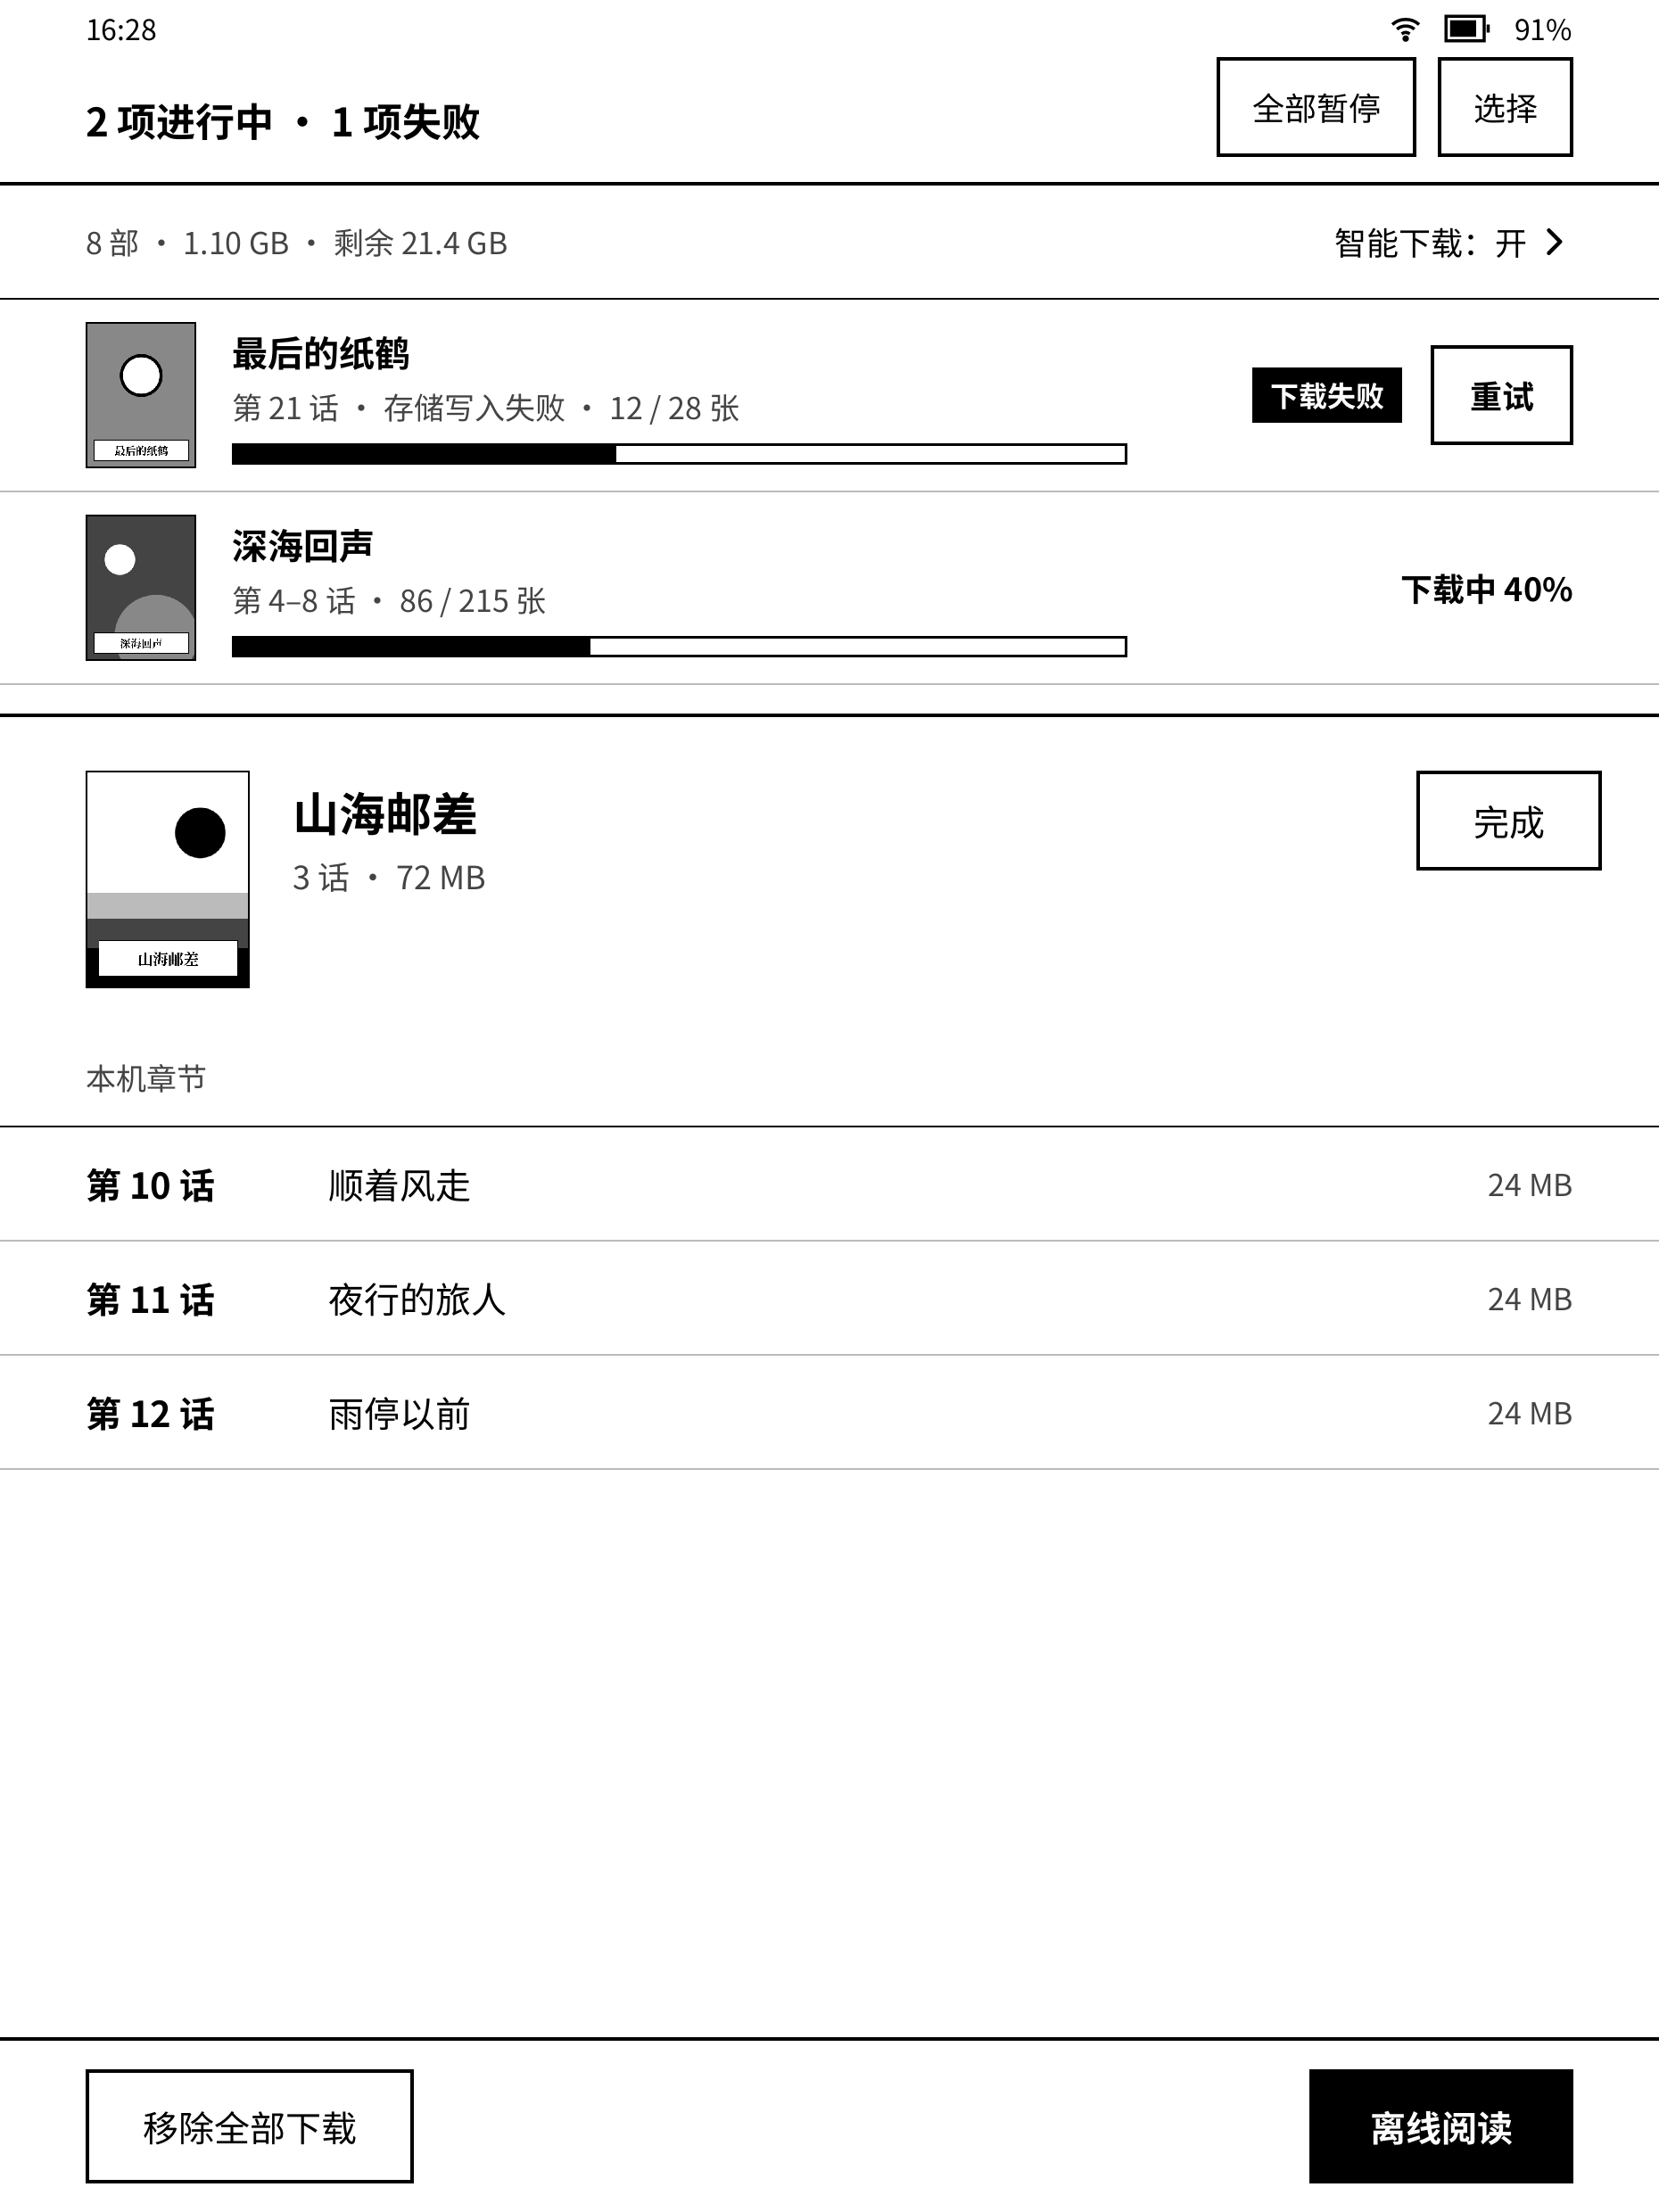 16:28 91%
2 项进行中 · 1 项失败 全部暂停 选择
8 部 · 1.10 GB · 剩余 21.4 GB 智能下载：开
最后的纸鹤
第 21 话 · 存储写入失败 · 12 / 28 张
下载失败 重试
最后的纸鹤
深海回声
第 4–8 话 · 86 / 215 张
下载中 40%
深海回声
山海邮差
3 话 · 72 MB
完成
山海邮差
本机章节
第 10 话 顺着风走 24 MB
第 11 话 夜行的旅人 24 MB
第 12 话 雨停以前 24 MB
移除全部下载 离线阅读